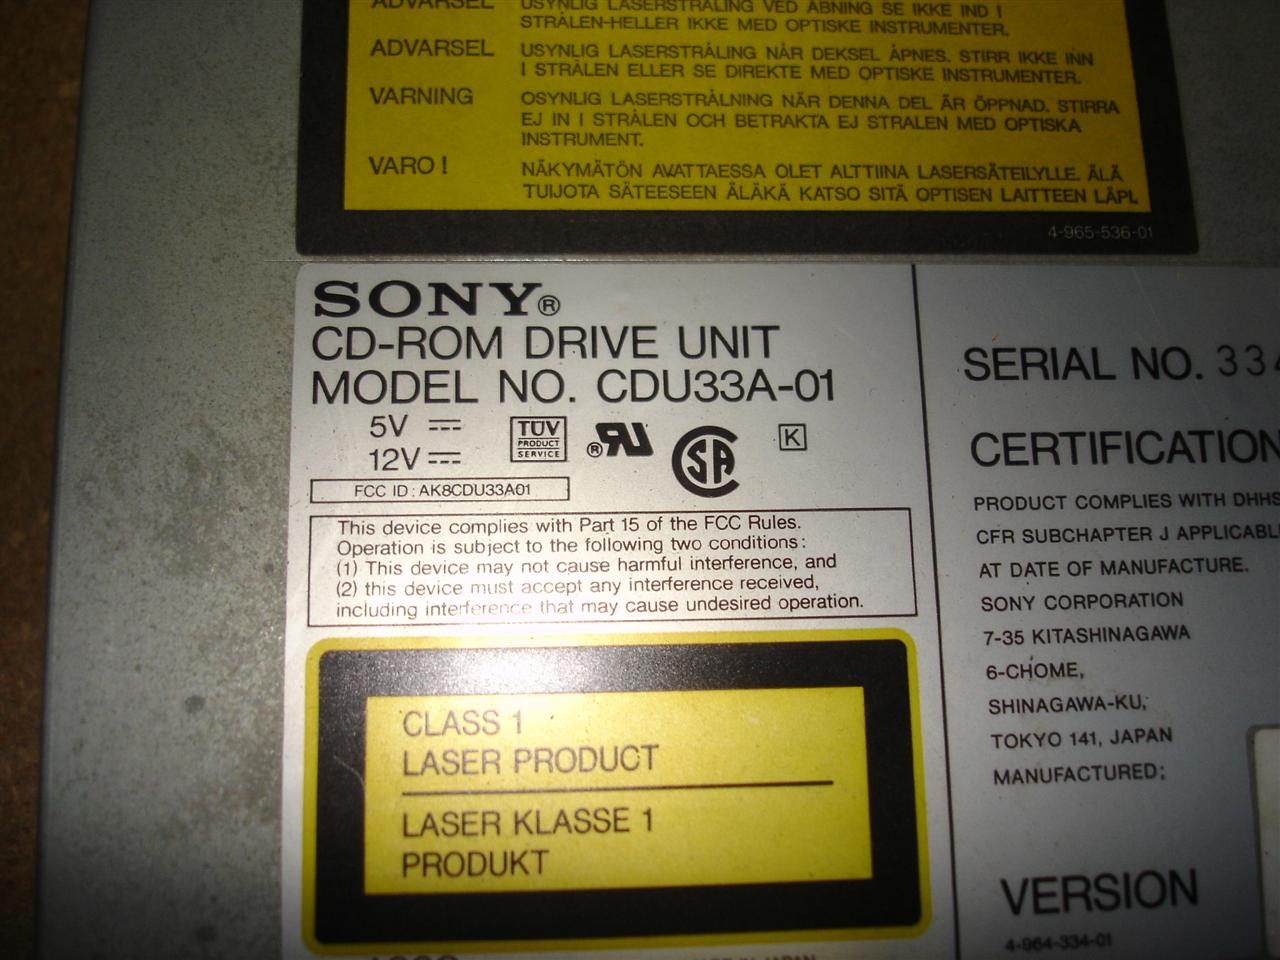 ADVARSEL USYNLIG LASERSTRÅLING VED ÅBNING SE IKKE IND I
STRÅLEN-HELLER IKKE MED OPTISKE INSTRUMENTER.
ADVARSEL USYNLIG LASERSTRÅLING NÅR DEKSEL ÅPNES. STIRR IKKE INN
I STRÅLEN ELLER SE DIREKTE MED OPTISKE INSTRUMENTER.
VARNING OSYNLIG LASERSTRÅLNING NÄR DENNA DEL ÄR ÖPPNAD. STIRRA
EJ IN I STRÅLEN OCH BETRAKTA EJ STRALEN MED OPTISKA
INSTRUMENT.
VARO! NÄKYMÄTÖN AVATTAESSA OLET ALTTIINA LASERSÄTEILYLLE. ÄLÄ
TUIJOTA SÄTEESEEN ÄLÄKÄ KATSO SITÄ OPTISEN LAITTEEN LÄPI.
4-965-536-01
SONY®
CD-ROM DRIVE UNIT
MODEL NO. CDU33A-01
5V
12V
TÜV
PRODUCT
SERVICE
® UR
SA
K
FCC ID : AK8CDU33A01
This device complies with Part 15 of the FCC Rules.
Operation is subject to the following two conditions:
(1) This device may not cause harmful interference, and
(2) this device must accept any interference received,
including interference that may cause undesired operation.
CLASS 1
LASER PRODUCT
LASER KLASSE 1
PRODUKT
SERIAL NO. 334
CERTIFICATION
PRODUCT COMPLIES WITH DHHS
CFR SUBCHAPTER J APPLICABL
AT DATE OF MANUFACTURE.
SONY CORPORATION
7-35 KITASHINAGAWA
6-CHOME,
SHINAGAWA-KU,
TOKYO 141, JAPAN
MANUFACTURED;
VERSION
4-964-334-01
IN JAPAN